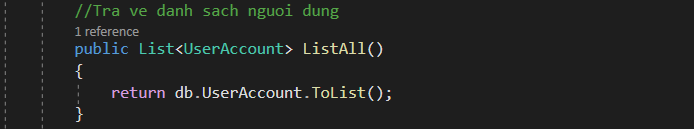 //Tra ve danh sach nguoi dung
1 reference
public List<UserAccount> ListAll()
{
return db.UserAccount.ToList();
}